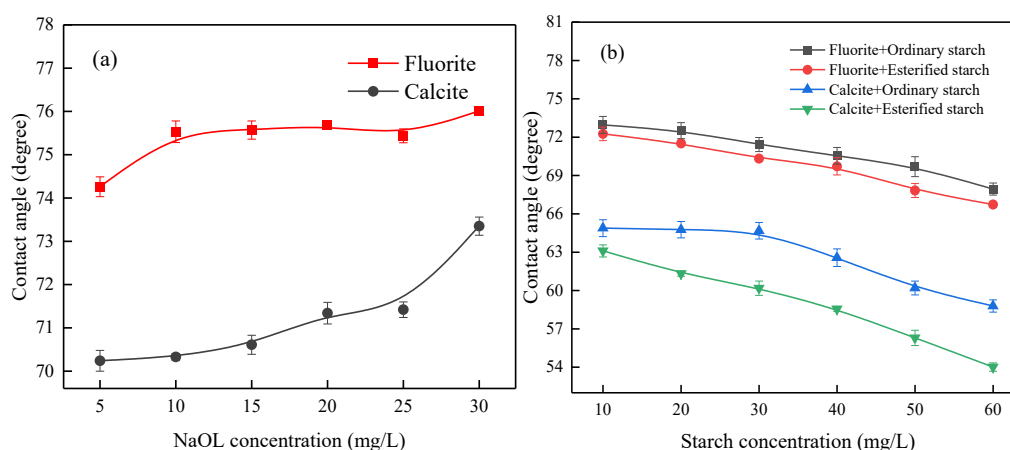 (a)
Fluorite
Calcite
78
77
76
75
74
73
72
71
70
5 10 15 20 25 30
Contact angle (degree)
NaOL concentration (mg/L)
(b)
Fluorite+Ordinary starch
Fluorite+Esterified starch
Calcite+Ordinary starch
Calcite+Esterified starch
81
78
75
72
69
66
63
60
57
54
10 20 30 40 50 60
Contact angle (degree)
Starch concentration (mg/L)